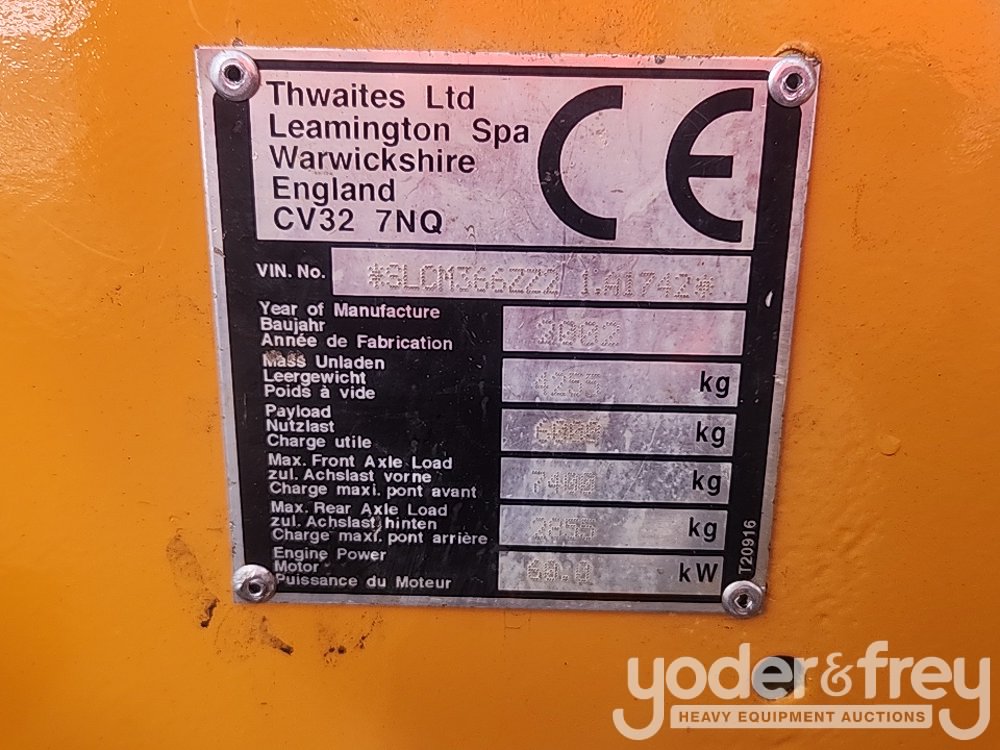 Thwaites Ltd
Leamington Spa
Warwickshire
England
CV32 7NQ
CE
VIN. No.
Year of Manufacture
Baujahr
Année de Fabrication
Mass Unladen
Leergewicht kg
Poids à vide
Payload
Nutzlast 6000 kg
Charge utile
Max. Front Axle Load
zul. Achslast vorne 7400 kg
Charge maxi. pont avant
Max. Rear Axle Load
zul. Achslast hinten kg
Charge maxi. pont arrière
Engine Power
Motor kW
Puissance du Moteur
T20916
yoder&frey
HEAVY EQUIPMENT AUCTIONS